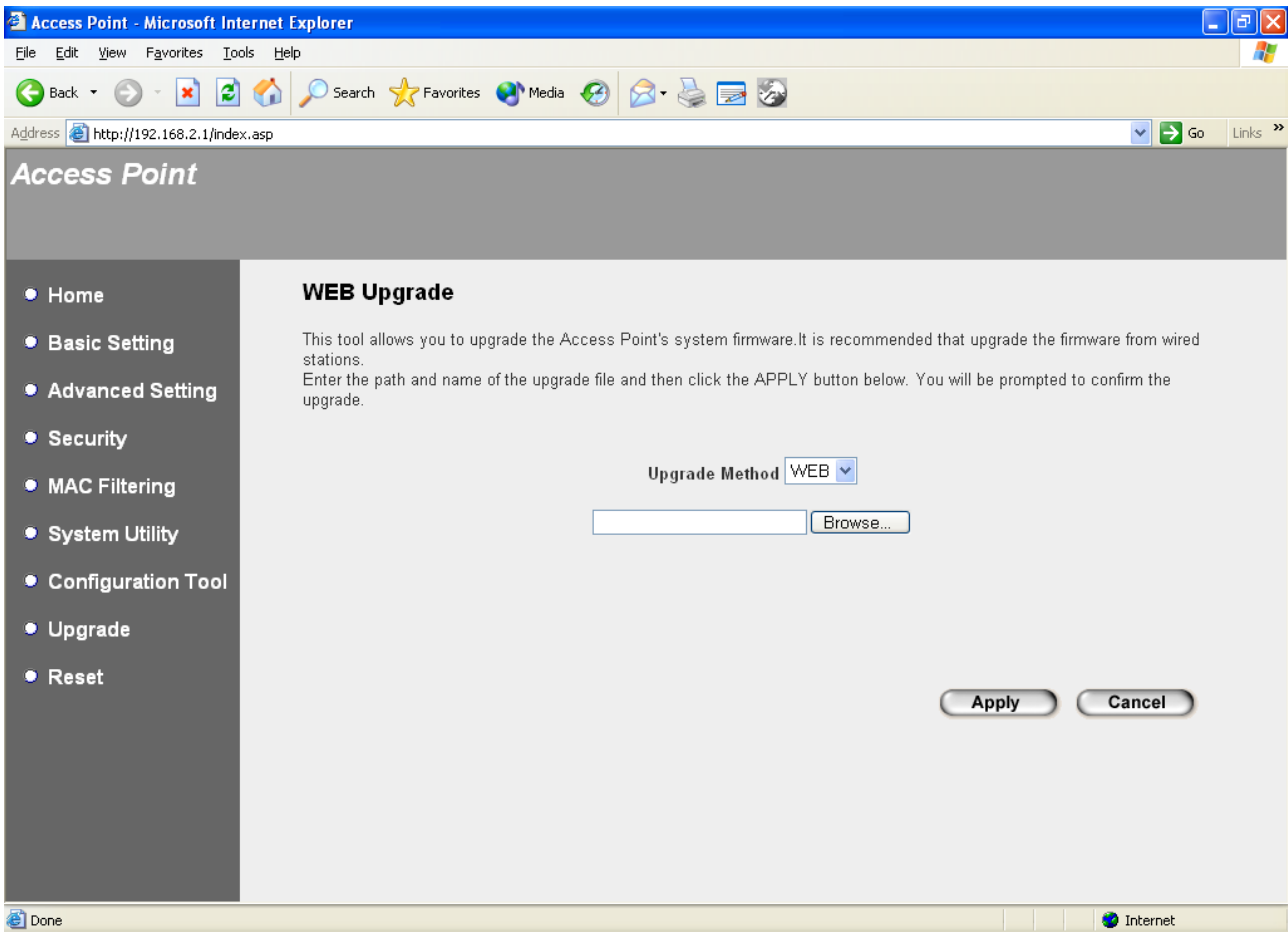 Access Point - Microsoft Internet Explorer
File Edit View Favorites Tools Help
Back Search Favorites Media
Address http://192.168.2.1/index.asp Go Links »
Access Point
Home
Basic Setting
Advanced Setting
Security
MAC Filtering
System Utility
Configuration Tool
Upgrade
Reset
WEB Upgrade
This tool allows you to upgrade the Access Point's system firmware.It is recommended that upgrade the firmware from wired
stations.
Enter the path and name of the upgrade file and then click the APPLY button below. You will be prompted to confirm the
upgrade.
Upgrade Method WEB
Browse...
Apply Cancel
Done Internet